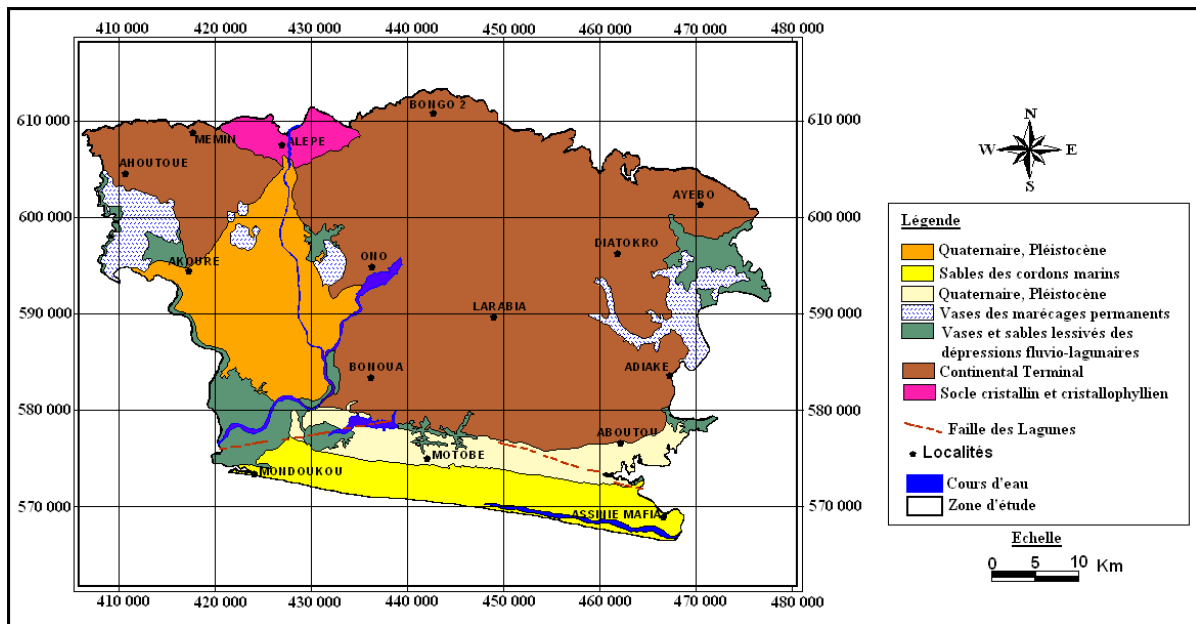 410 000 420 000 430 000 440 000 450 000 460 000 470 000 480 000
BONGO 2
610 000 610 000
MEMIN ALEPE
AHOUTOUE
AYEBO
600 000 600 000
DIATOKRO
AKOURE ONO
LARABIA
590 000 590 000
BONOUA ADIAKE
580 000 580 000
ABOUTOU
MOTOBE
MONDOUKOU
570 000 570 000
ASSINIE MAFIA
410 000 420 000 430 000 440 000 450 000 460 000 470 000 480 000
N
W E
S
Légende
Quaternaire, Pléistocène
Sables des cordons marins
Quaternaire, Pléistocène
Vases des marécages permanents
Vases et sables lessivés des
dépressions fluvio-lagunaires
Continental Terminal
Socle cristallin et cristallophyllien
Faille des Lagunes
Localités
Cours d'eau
Zone d'étude
Echelle
0 5 10 Km